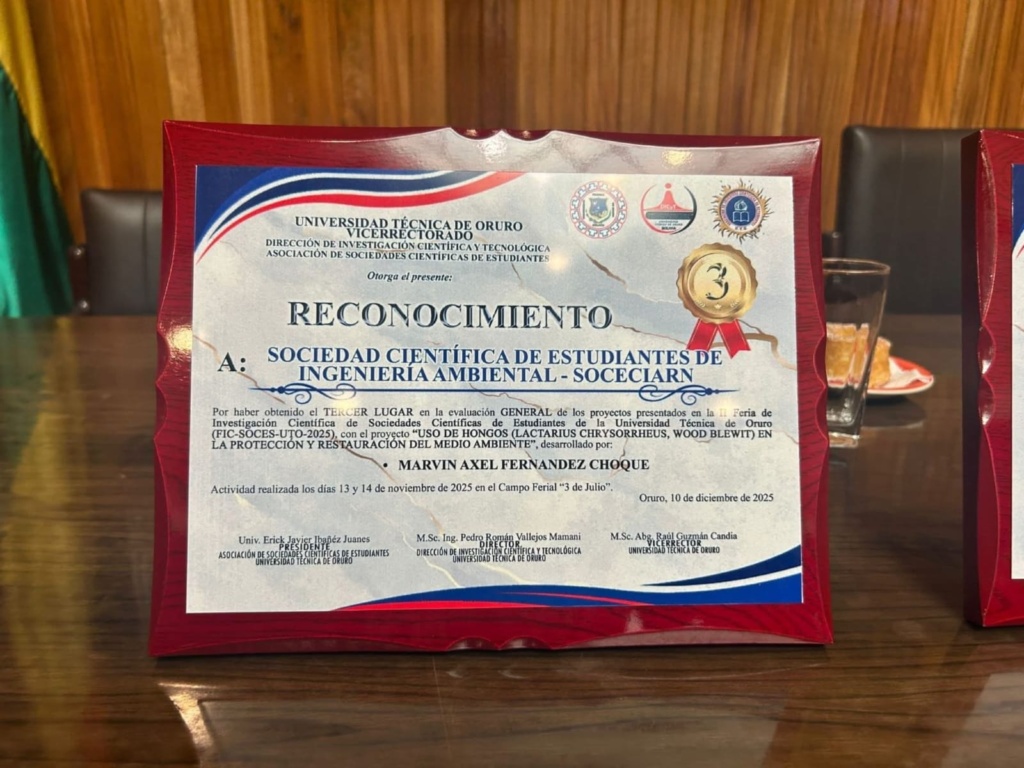 UNIVERSIDAD TÉCNICA DE ORURO
VICERRECTORADO
DIRECCIÓN DE INVESTIGACIÓN CIENTÍFICA Y TECNOLÓGICA
ASOCIACIÓN DE SOCIEDADES CIENTÍFICAS DE ESTUDIANTES
Otorga el presente:
3
RECONOCIMIENTO
A: SOCIEDAD CIENTÍFICA DE ESTUDIANTES DE
INGENIERÍA AMBIENTAL - SOCECIARN
Por haber obtenido el TERCER LUGAR en la evaluación GENERAL de los proyectos presentados en la II Feria de
Investigación Científica de Sociedades Científicas de Estudiantes de la Universidad Técnica de Oruro
(FIC-SOCES-UTO-2025), con el proyecto "USO DE HONGOS (LACTARIUS CHRYSORRHEUS, WOOD BLEWIT) EN
LA PROTECCIÓN Y RESTAURACIÓN DEL MEDIO AMBIENTE", desarrollado por:
• MARVIN AXEL FERNANDEZ CHOQUE
Actividad realizada los días 13 y 14 de noviembre de 2025 en el Campo Ferial "3 de Julio".
Oruro, 10 de diciembre de 2025
Univ. Erick Javier Ibañéz Juanes
PRESIDENTE
ASOCIACIÓN DE SOCIEDADES CIENTÍFICAS DE ESTUDIANTES
UNIVERSIDAD TÉCNICA DE ORURO
M.Sc. Ing. Pedro Román Vallejos Mamani
DIRECTOR
DIRECCIÓN DE INVESTIGACIÓN CIENTÍFICA Y TECNOLÓGICA
UNIVERSIDAD TÉCNICA DE ORURO
M.Sc. Abg. Raúl Guzmán Candia
VICERRECTOR
UNIVERSIDAD TÉCNICA DE ORURO